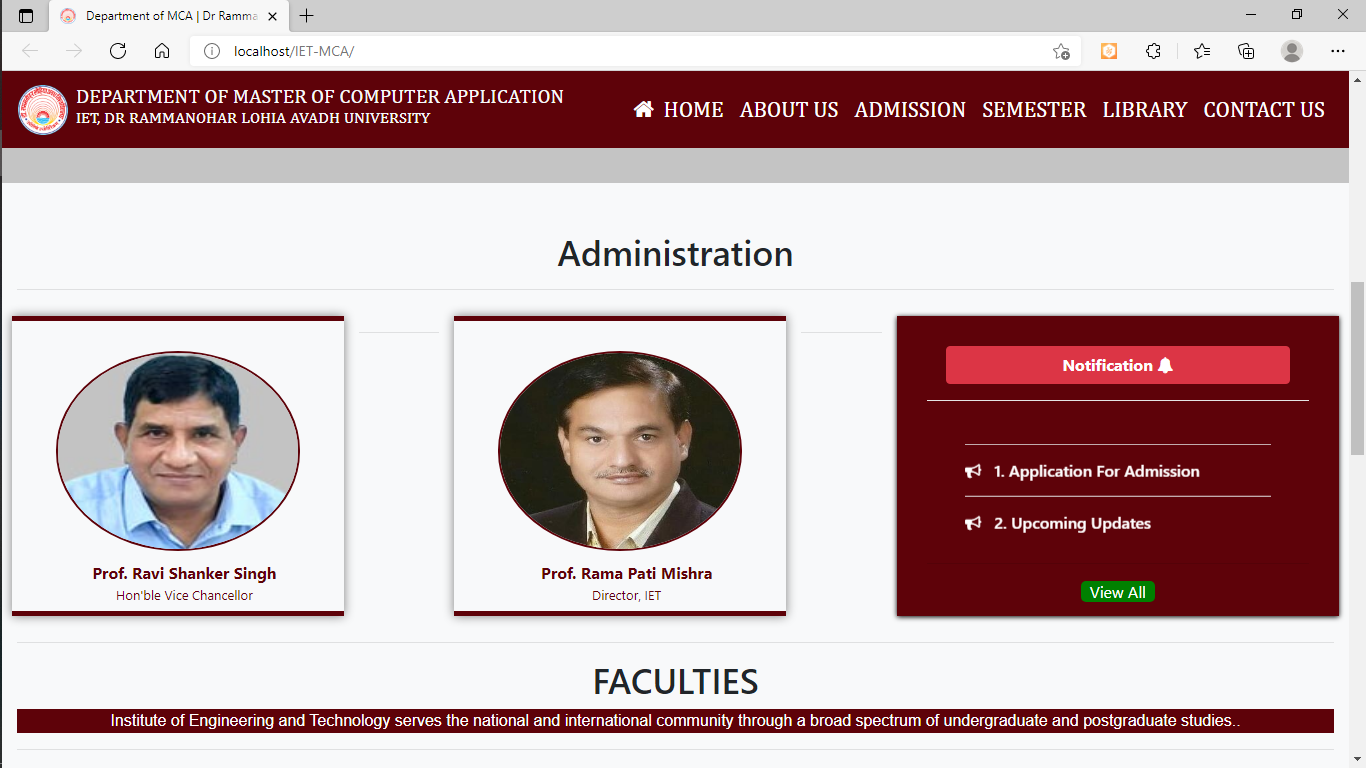 Department of MCA | Dr Ramma
localhost/IET-MCA/
DEPARTMENT OF MASTER OF COMPUTER APPLICATION
IET, DR RAMMANOHAR LOHIA AVADH UNIVERSITY
HOME ABOUT US ADMISSION SEMESTER LIBRARY CONTACT US
Administration
Prof. Ravi Shanker Singh
Hon'ble Vice Chancellor
Prof. Rama Pati Mishra
Director, IET
Notification
1. Application For Admission
2. Upcoming Updates
View All
FACULTIES
Institute of Engineering and Technology serves the national and international community through a broad spectrum of undergraduate and postgraduate studies..